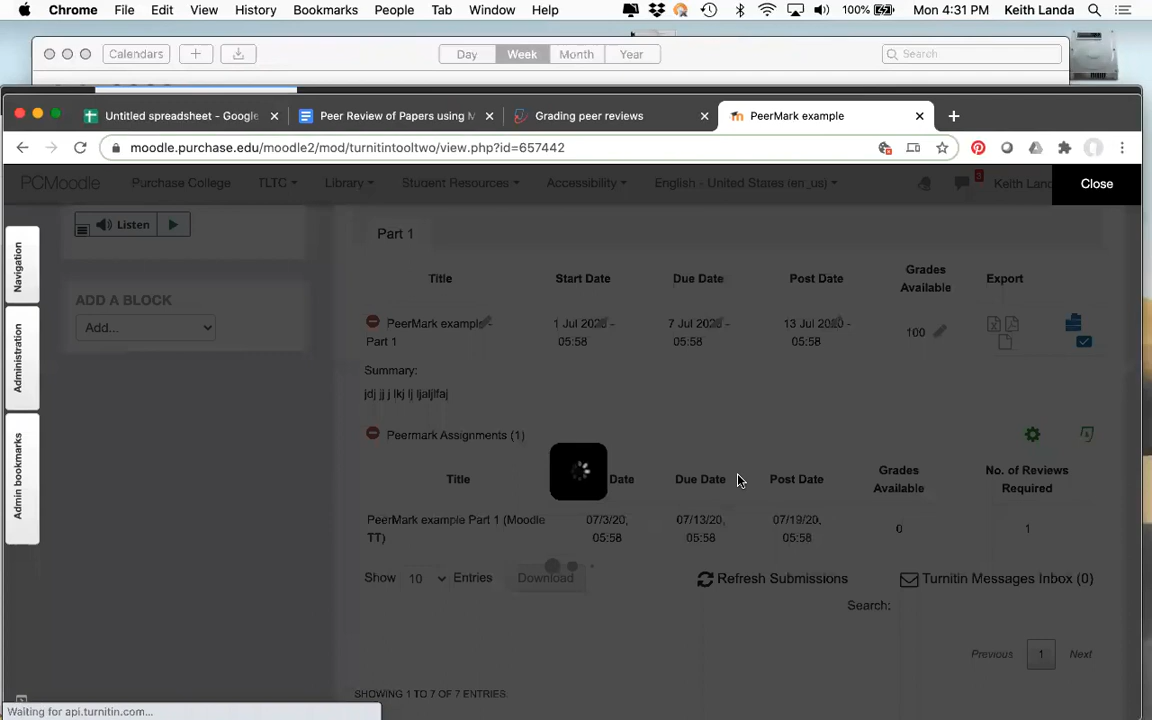 Chrome File Edit View History Bookmarks People Tab Window Help 100% Mon 4:31 PM Keith Landa
Calendars + Day Week Month Year Search
Untitled spreadsheet - Google Peer Review of Papers using M Grading peer reviews PeerMark example
moodle.purchase.edu/moodle2/mod/turnitintooltwo/view.php?id=657442
PCMoodle Purchase College TLTC Library Student Resources Accessibility English - United States (en_us) 3 Keith Land Close
Listen
Part 1
Navigation
Title Start Date Due Date Post Date Grades Available Export
ADD A BLOCK
Add...
PeerMark example - 1 Jul 2020 - 7 Jul 2020 - 13 Jul 2020 - 100
Part 1 05:58 05:58 05:58
Administration
Summary:
jdj jj j lkj lj ljaljlfaj
Peermark Assignments (1)
Admin bookmarks
Title Date Due Date Post Date Grades Available No. of Reviews Required
PeerMark example Part 1 (Moodle 07/3/20, 07/13/20, 07/19/20, 0 1
TT) 05:58 05:58 05:58
Show 10 Entries Download Refresh Submissions Turnitin Messages Inbox (0)
Search:
Previous 1 Next
SHOWING 1 TO 7 OF 7 ENTRIES
Waiting for api.turnitin.com...